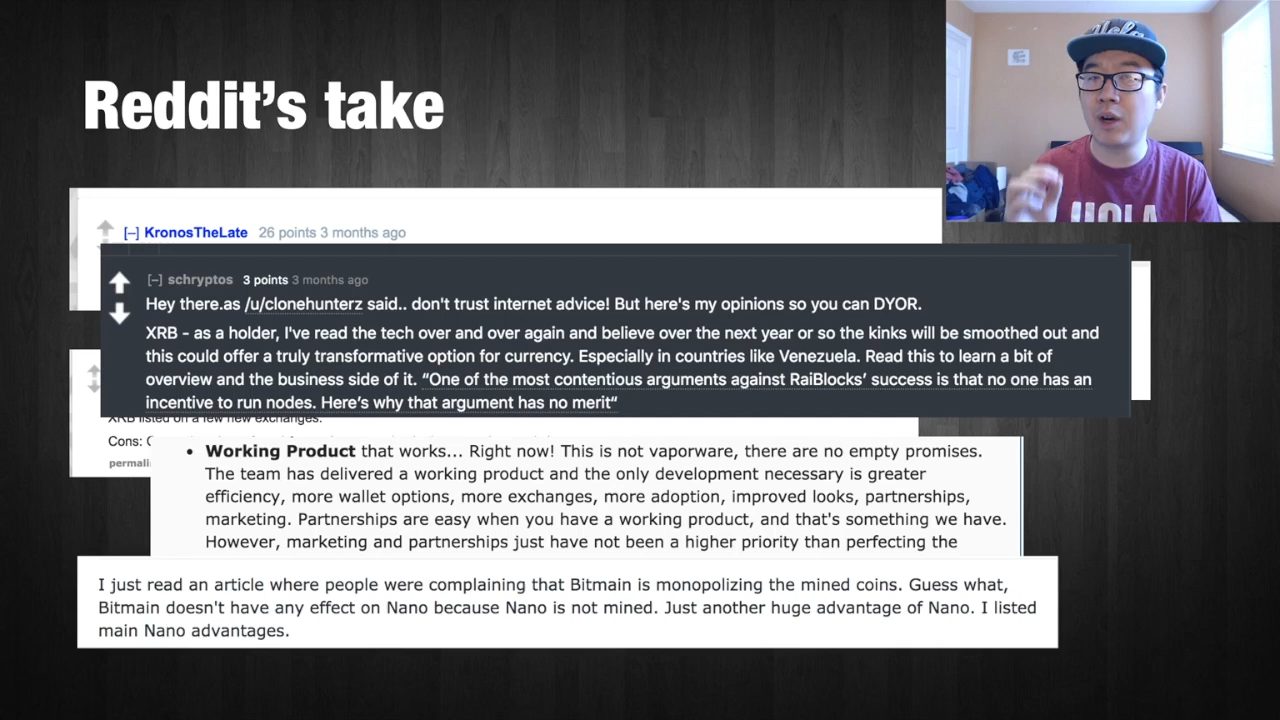 Reddit's take
[–] KronosTheLate 26 points 3 months ago
[–] schryptos 3 points 3 months ago
Hey there.as /u/clonehunterz said.. don't trust internet advice! But here's my opinions so you can DYOR.
XRB - as a holder, I've read the tech over and over again and believe over the next year or so the kinks will be smoothed out and
this could offer a truly transformative option for currency. Especially in countries like Venezuela. Read this to learn a bit of
overview and the business side of it. “One of the most contentious arguments against RaiBlocks’ success is that no one has an
incentive to run nodes. Here’s why that argument has no merit“
XRB listed on a few new exchanges.
Cons:
permali
• Working Product that works... Right now! This is not vaporware, there are no empty promises.
The team has delivered a working product and the only development necessary is greater
efficiency, more wallet options, more exchanges, more adoption, improved looks, partnerships,
marketing. Partnerships are easy when you have a working product, and that's something we have.
However, marketing and partnerships just have not been a higher priority than perfecting the
I just read an article where people were complaining that Bitmain is monopolizing the mined coins. Guess what,
Bitmain doesn't have any effect on Nano because Nano is not mined. Just another huge advantage of Nano. I listed
main Nano advantages.